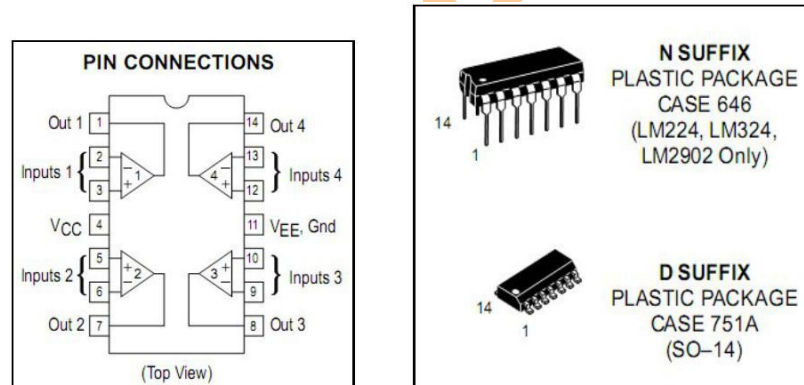 PIN CONNECTIONS
Out 1 1 14 Out 4
Inputs 1 { 2 − − 13 } Inputs 4
3 + 1 4 + 12
VCC 4 11 VEE, Gnd
Inputs 2 { 5 + 2 3 + 10 } Inputs 3
6 − − 9
Out 2 7 8 Out 3
(Top View)
N SUFFIX
PLASTIC PACKAGE
CASE 646
(LM224, LM324,
LM2902 Only)
14
1
D SUFFIX
PLASTIC PACKAGE
CASE 751A
(SO–14)
14
1